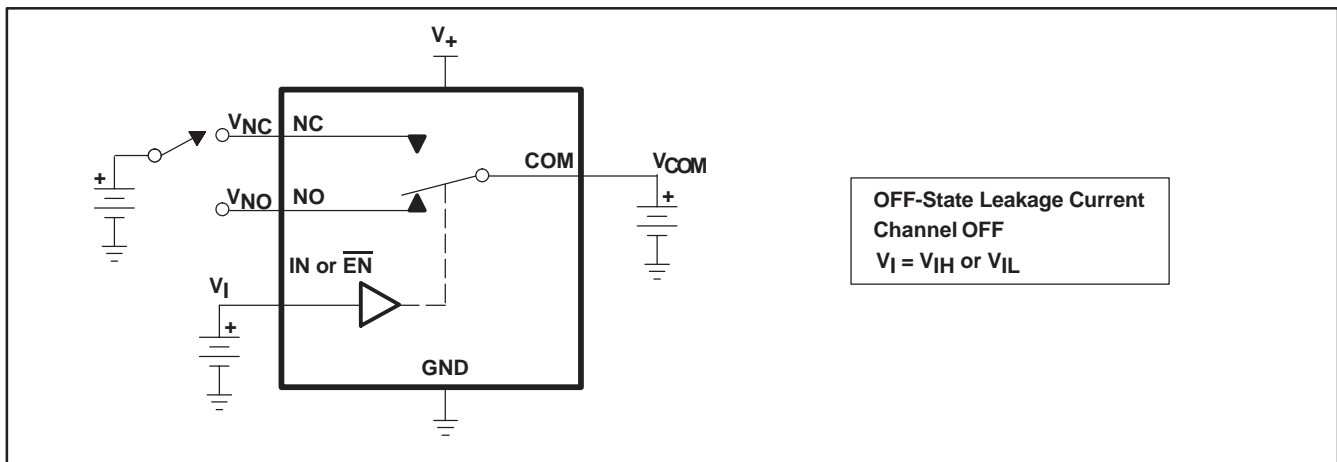 V+
VNC NC
COM VCOM
+
VNO NO
+
OFF-State Leakage Current
Channel OFF
VI = VIH or VIL
IN or E̅N̅
VI
+
GND